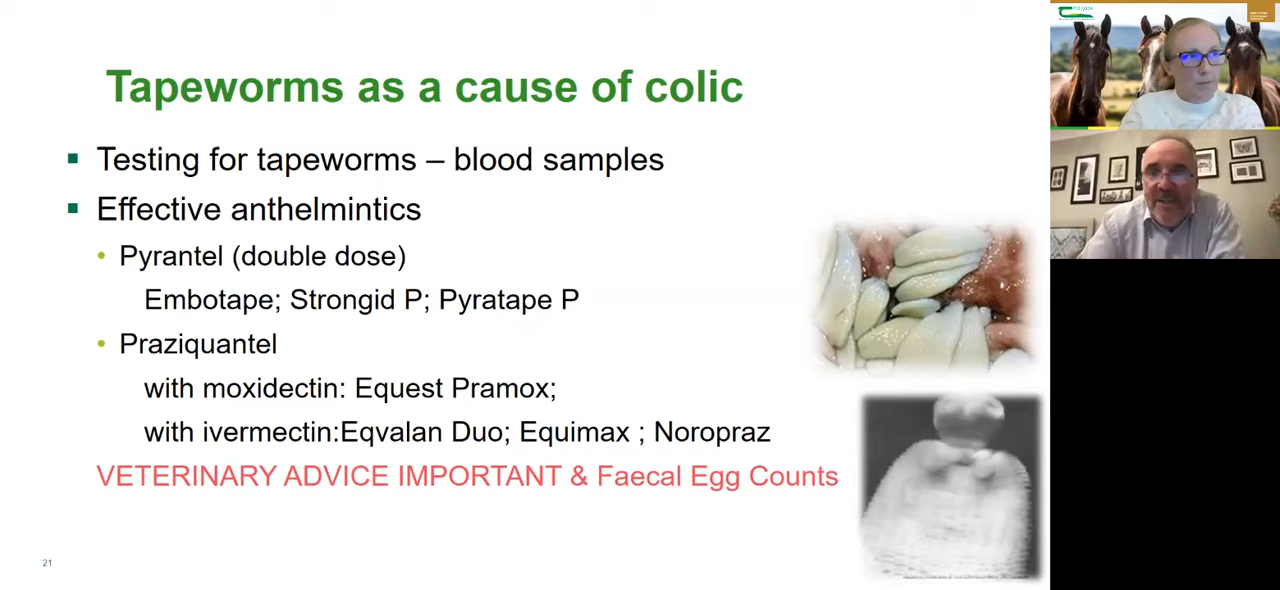 Tapeworms as a cause of colic
Testing for tapeworms – blood samples
Effective anthelmintics
Pyrantel (double dose)
Embotape; Strongid P; Pyratape P
Praziquantel
with moxidectin: Equest Pramox;
with ivermectin:Eqvalan Duo; Equimax ; Noropraz
VETERINARY ADVICE IMPORTANT & Faecal Egg Counts
21